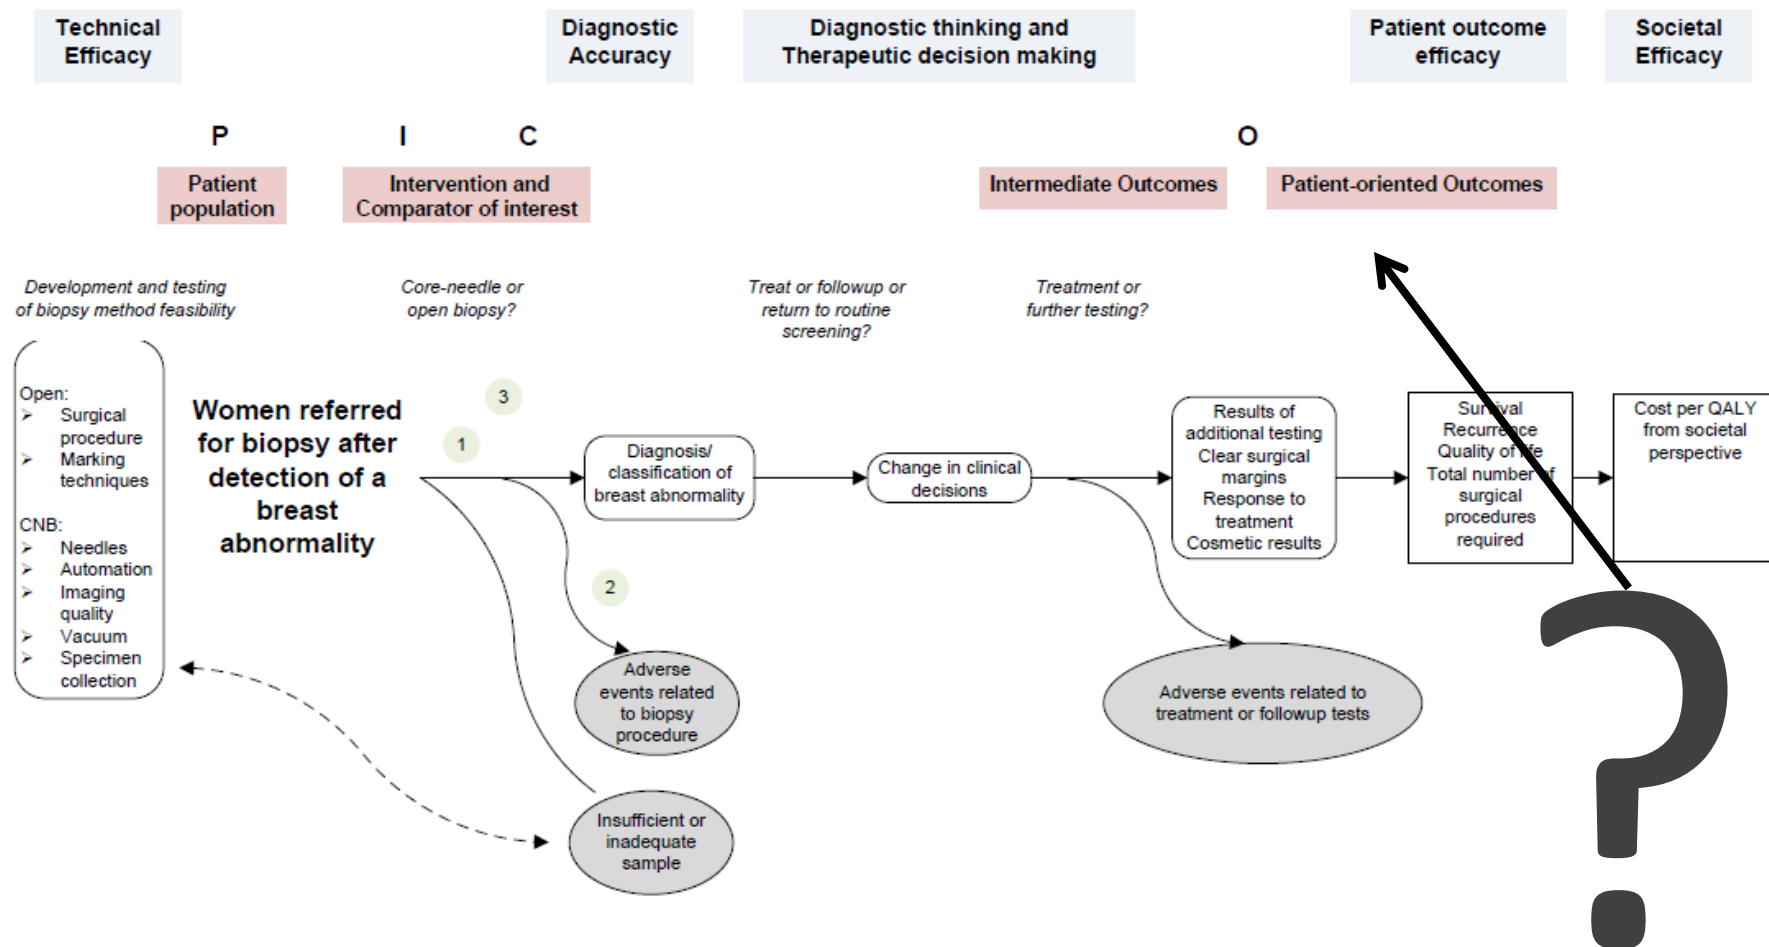 Technical
Efficacy
Diagnostic
Accuracy
Diagnostic thinking and
Therapeutic decision making
Patient outcome
efficacy
Societal
Efficacy
P
I
C
O
Patient
population
Intervention and
Comparator of interest
Intermediate Outcomes
Patient-oriented Outcomes
Development and testing
of biopsy method feasibility
Core-needle or
open biopsy?
Treat or followup or
return to routine
screening?
Treatment or
further testing?
Open:
➢ Surgical
procedure
➢ Marking
techniques
CNB:
➢ Needles
➢ Automation
➢ Imaging
quality
➢ Vacuum
➢ Specimen
collection
Women referred
for biopsy after
detection of a
breast
abnormality
3
1
2
Diagnosis/
classification of
breast abnormality
Change in clinical
decisions
Results of
additional testing
Clear surgical
margins
Response to
treatment
Cosmetic results
Survival
Recurrence
Quality of life
Total number of
surgical
procedures
required
Cost per QALY
from societal
perspective
Adverse
events related
to biopsy
procedure
Adverse events related to
treatment or followup tests
Insufficient or
inadequate
sample
?